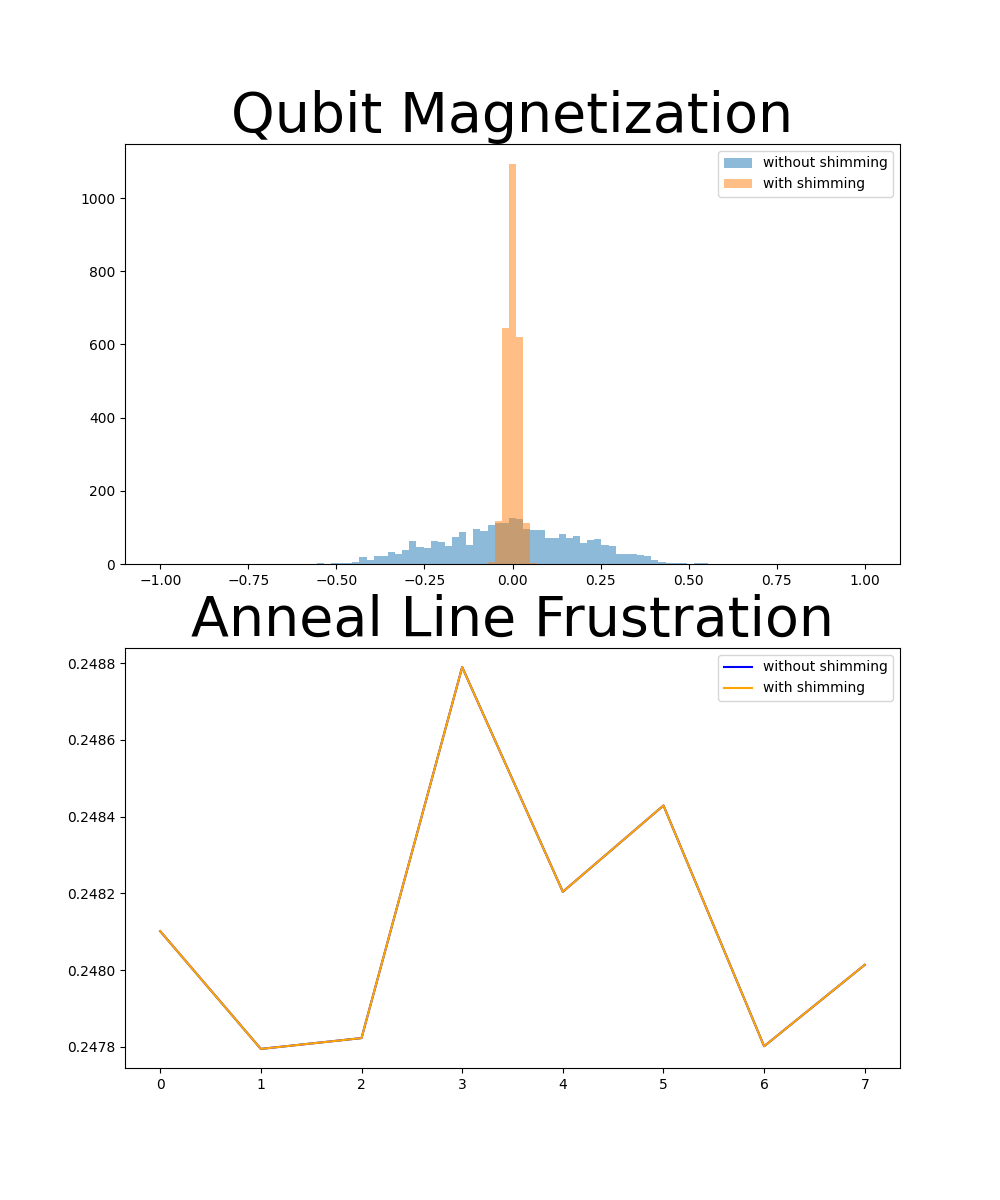 Qubit Magnetization
without shimming
with shimming
1000
800
600
400
200
0
−1.00 −0.75 −0.50 −0.25 0.00 0.25 0.50 0.75 1.00
Anneal Line Frustration
without shimming
with shimming
0.2488
0.2486
0.2484
0.2482
0.2480
0.2478
0 1 2 3 4 5 6 7